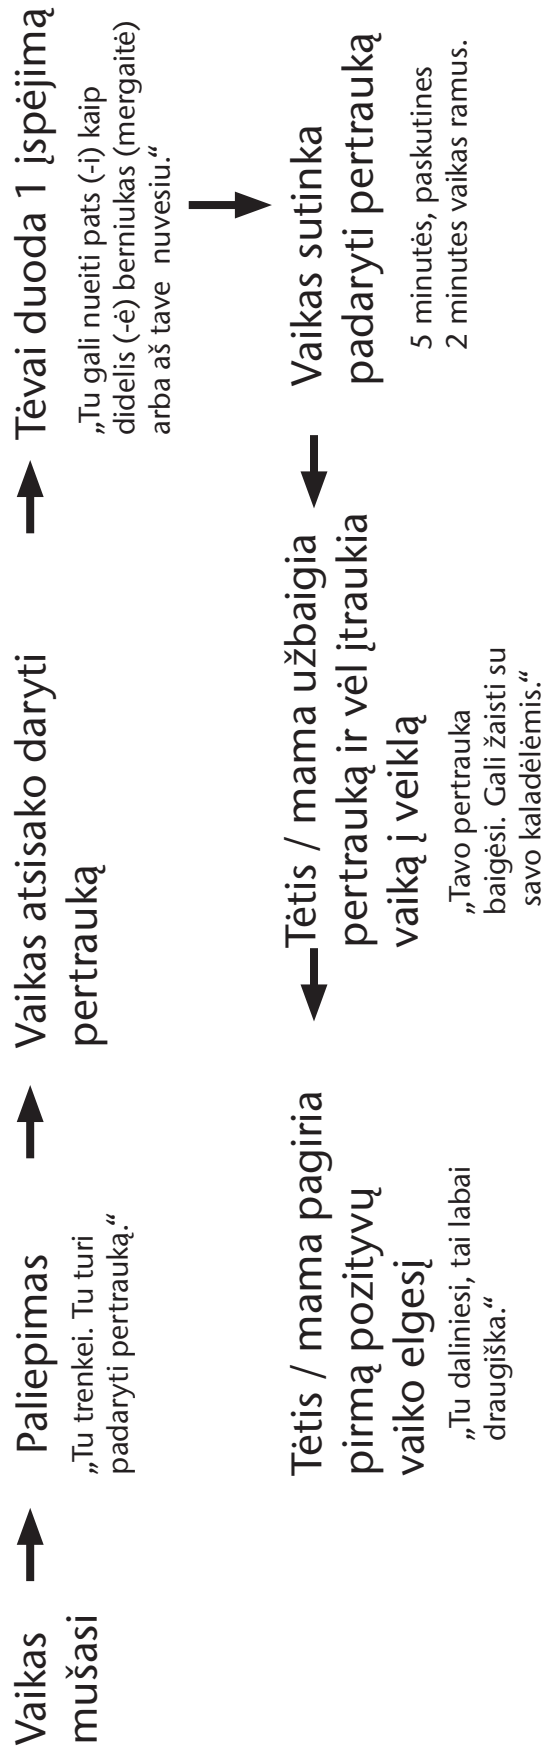 Vaikas
mušasi
Paliepimas
„Tu trenkei. Tu turi
padaryti pertrauką.“
Vaikas atsisako daryti
pertrauką
Tėvai duoda 1 įspėjimą
„Tu gali nueiti pats (-i) kaip
didelis (-ė) berniukas (mergaitė)
arba aš tave nuvesiu.“
Vaikas sutinka
padaryti pertrauką
5 minutės, paskutines
2 minutes vaikas ramus.
Tėtis / mama užbaigia
pertrauką ir vėl įtraukia
vaiką į veiklą
„Tavo pertrauka
baigėsi. Gali žaisti su
savo kaladėlėmis.“
Tėtis / mama pagiria
pirmą pozityvų
vaiko elgesį
„Tu daliniesi, tai labai
draugiška.“